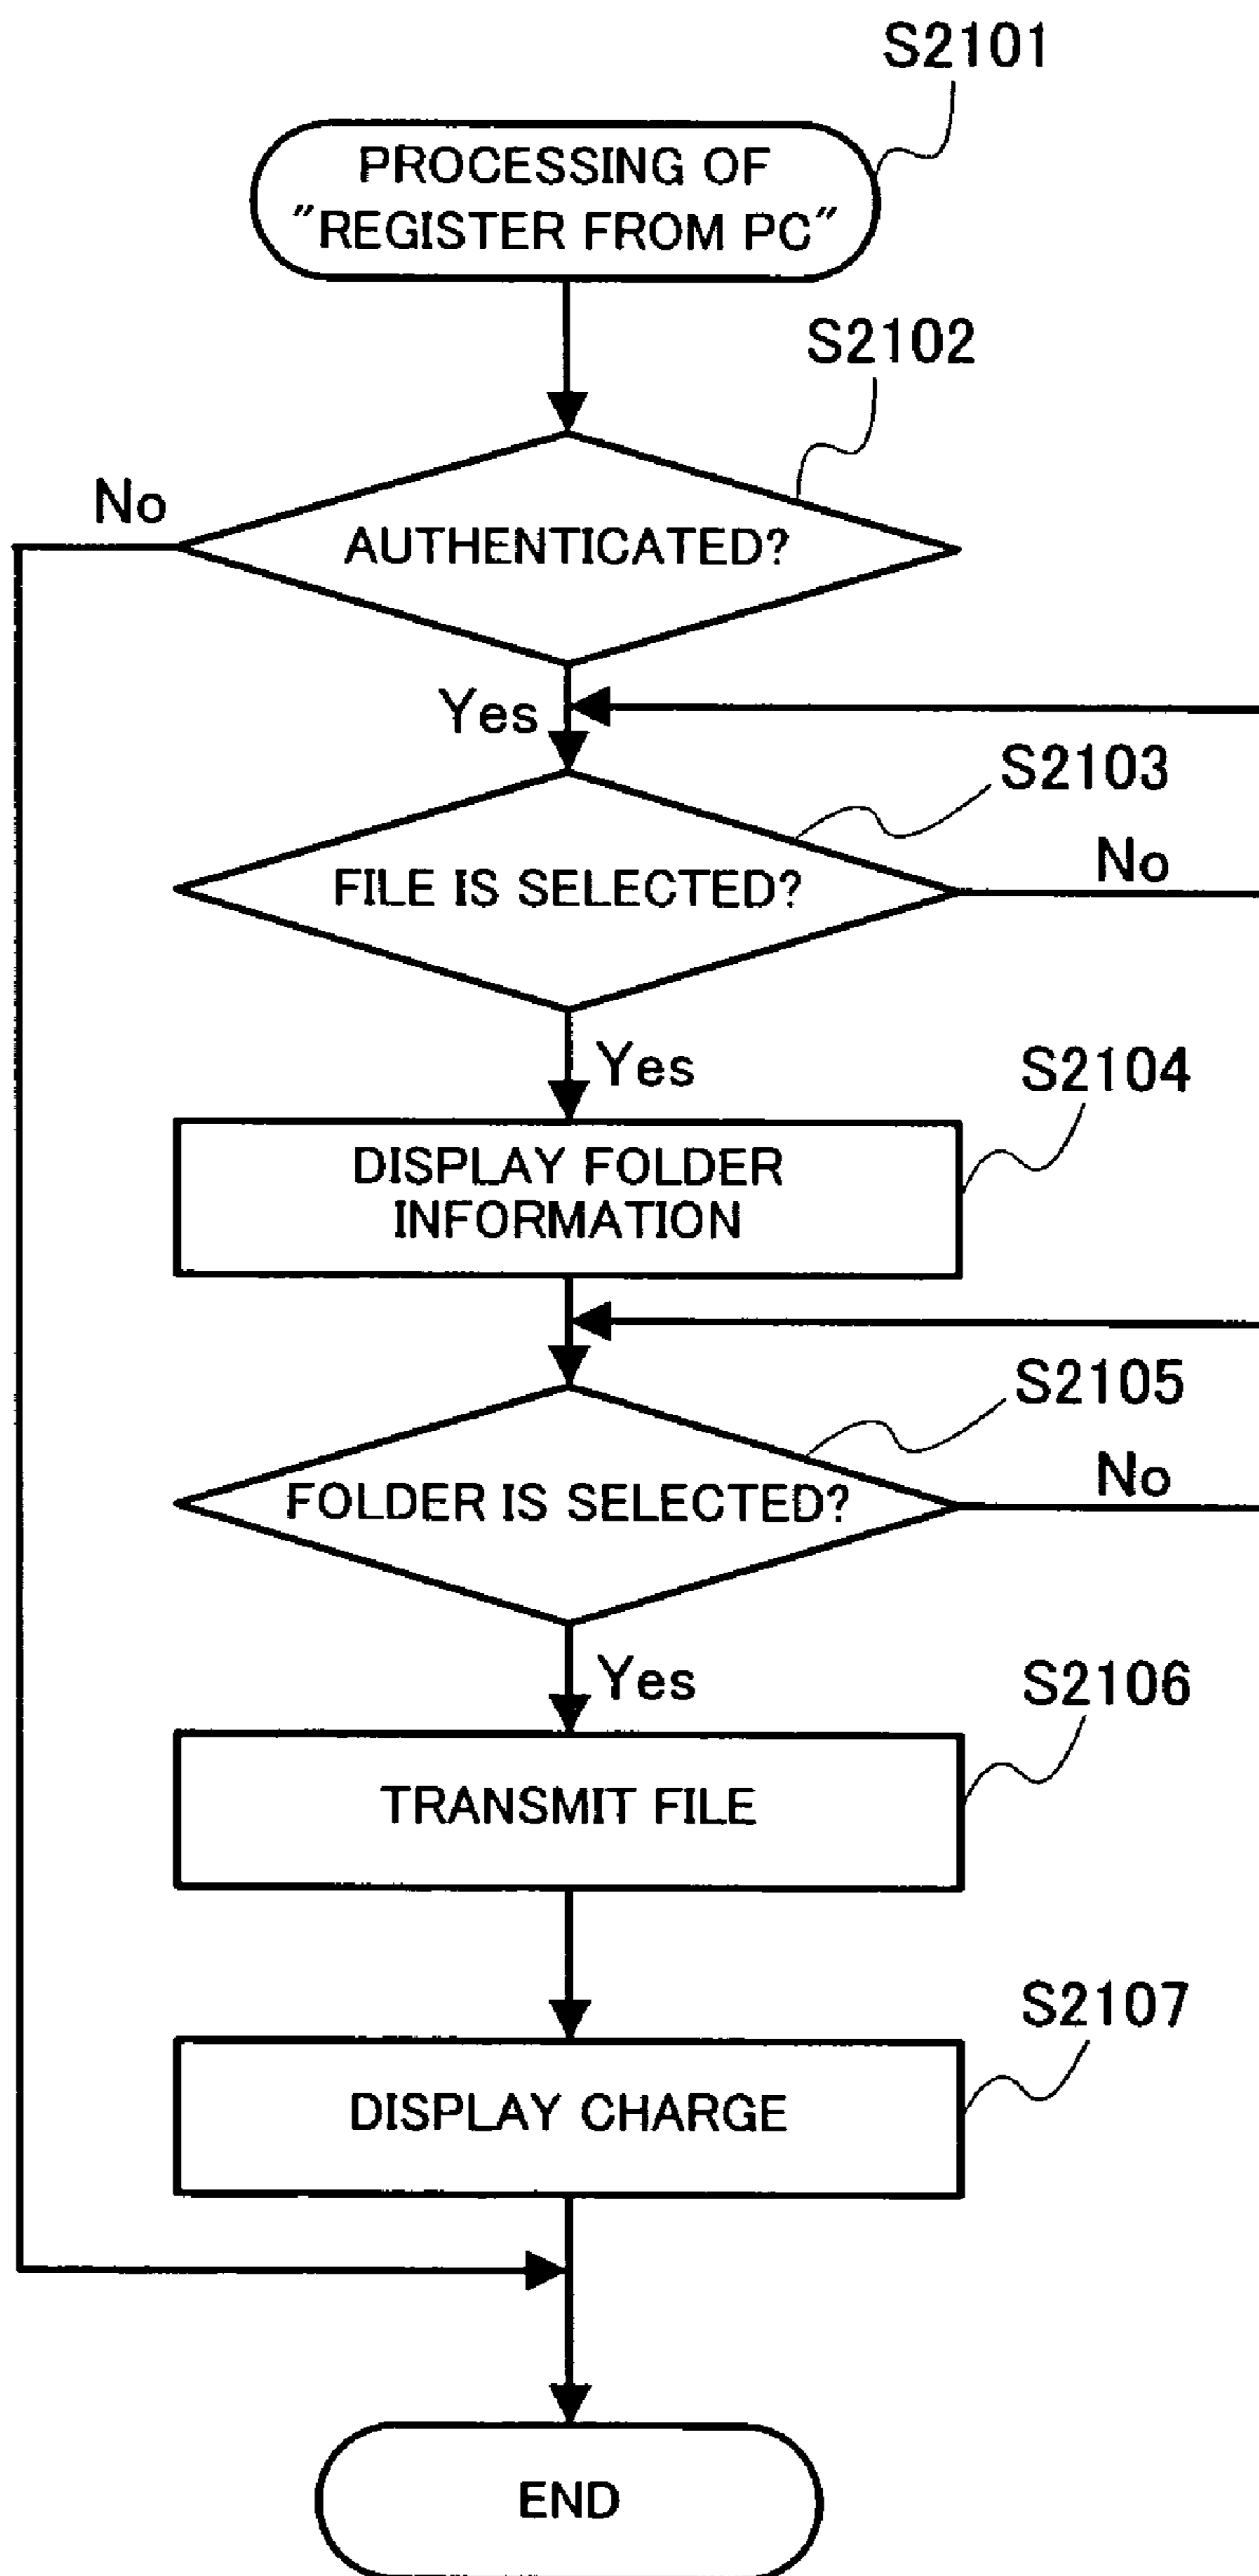 S2101
PROCESSING OF
"REGISTER FROM PC"
S2102
No
AUTHENTICATED?
Yes
S2103
FILE IS SELECTED?
No
Yes
S2104
DISPLAY FOLDER
INFORMATION
S2105
FOLDER IS SELECTED?
No
Yes
S2106
TRANSMIT FILE
S2107
DISPLAY CHARGE
END